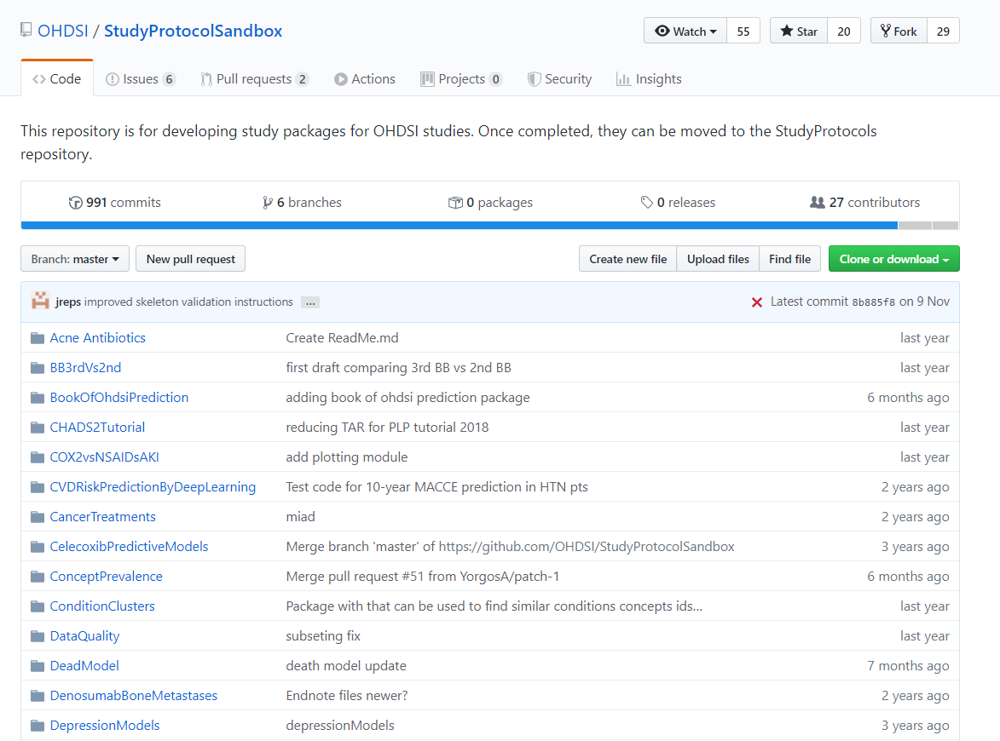 OHDSI / StudyProtocolSandbox
Watch 55 Star 20 Fork 29
Code Issues 6 Pull requests 2 Actions Projects 0 Security Insights
This repository is for developing study packages for OHDSI studies. Once completed, they can be moved to the StudyProtocols
repository.
991 commits 6 branches 0 packages 0 releases 27 contributors
Branch: master New pull request Create new file Upload files Find file Clone or download
jreps improved skeleton validation instructions ... Latest commit 8b885f8 on 9 Nov
Acne Antibiotics Create ReadMe.md last year
BB3rdVs2nd first draft comparing 3rd BB vs 2nd BB last year
BookOfOhdsiPrediction adding book of ohdsi prediction package 6 months ago
CHADS2Tutorial reducing TAR for PLP tutorial 2018 last year
COX2vsNSAIDsAKI add plotting module last year
CVDRiskPredictionByDeepLearning Test code for 10-year MACCE prediction in HTN pts 2 years ago
CancerTreatments miad 2 years ago
CelecoxibPredictiveModels Merge branch 'master' of https://github.com/OHDSI/StudyProtocolSandbox 3 years ago
ConceptPrevalence Merge pull request #51 from YorgosA/patch-1 6 months ago
ConditionClusters Package with that can be used to find similar conditions concepts ids... last year
DataQuality subseting fix last year
DeadModel death model update 7 months ago
DenosumabBoneMetastases Endnote files newer? 2 years ago
DepressionModels depressionModels 3 years ago